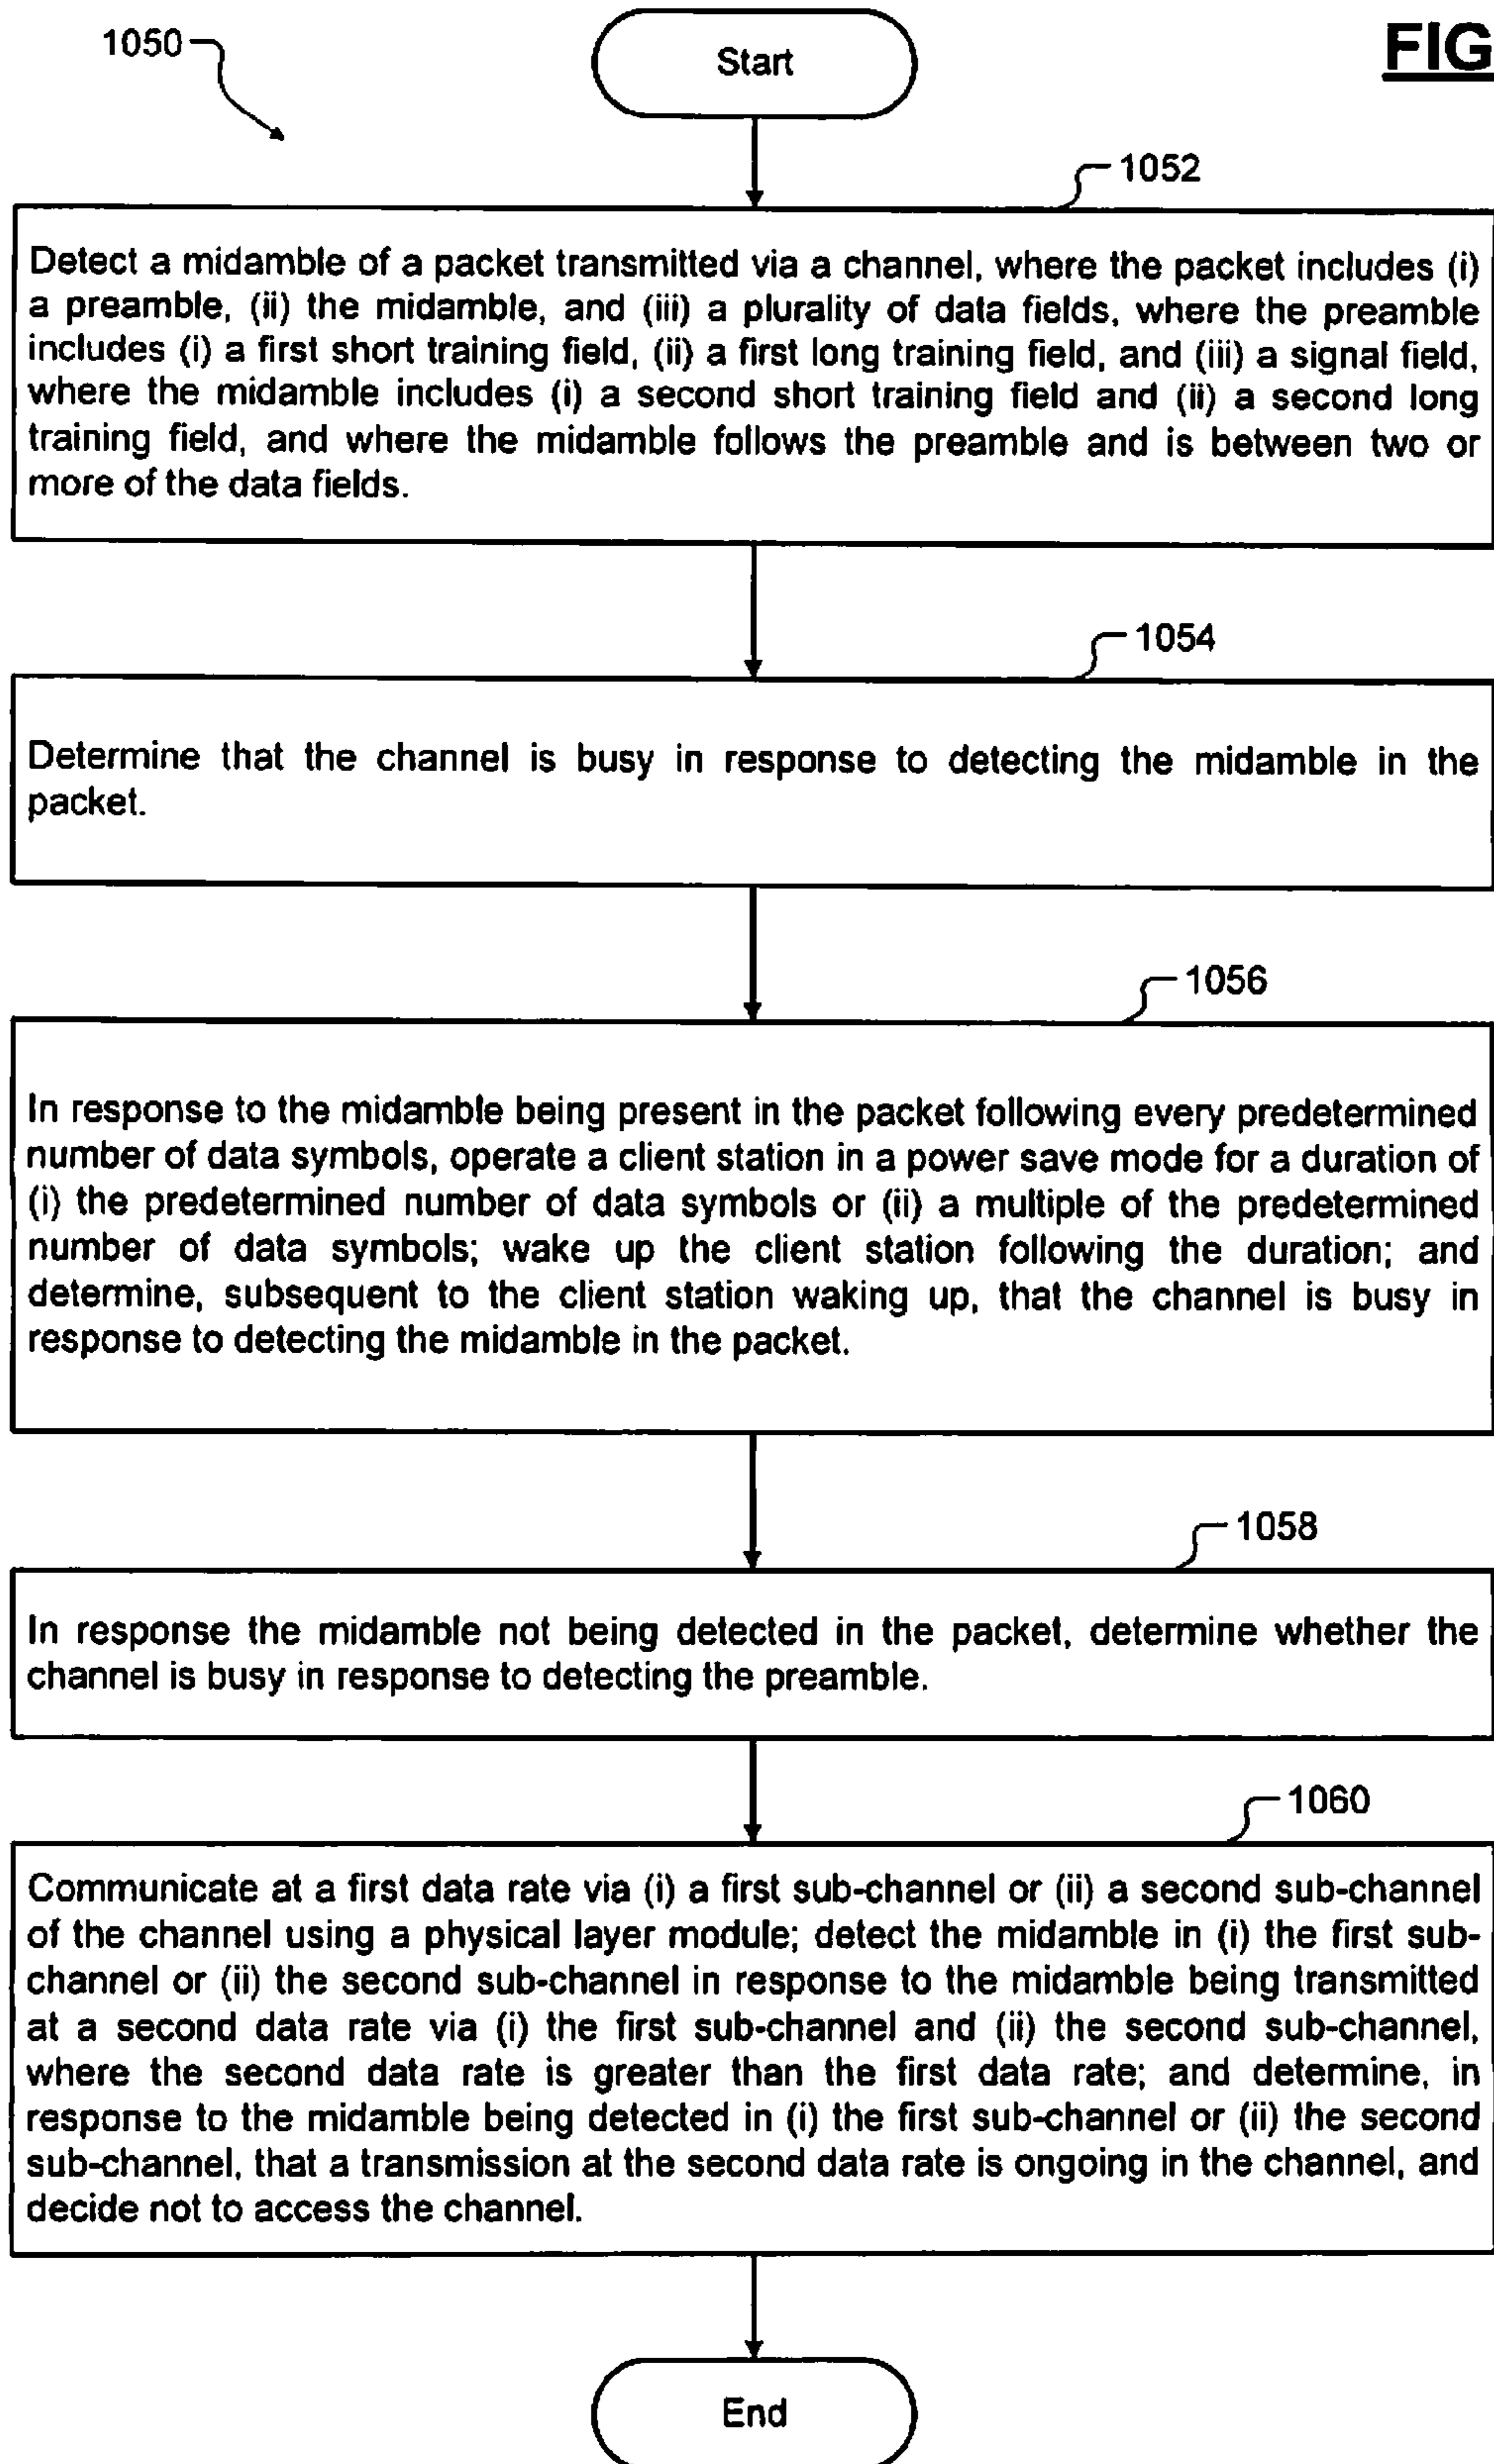 1050
Start
FIG
1052
Detect a midamble of a packet transmitted via a channel, where the packet includes (i)
a preamble, (ii) the midamble, and (iii) a plurality of data fields, where the preamble
includes (i) a first short training field, (ii) a first long training field, and (iii) a signal field,
where the midamble includes (i) a second short training field and (ii) a second long
training field, and where the midamble follows the preamble and is between two or
more of the data fields.
1054
Determine that the channel is busy in response to detecting the midamble in the
packet.
1056
In response to the midamble being present in the packet following every predetermined
number of data symbols, operate a client station in a power save mode for a duration of
(i) the predetermined number of data symbols or (ii) a multiple of the predetermined
number of data symbols; wake up the client station following the duration; and
determine, subsequent to the client station waking up, that the channel is busy in
response to detecting the midamble in the packet.
1058
In response the midamble not being detected in the packet, determine whether the
channel is busy in response to detecting the preamble.
1060
Communicate at a first data rate via (i) a first sub-channel or (ii) a second sub-channel
of the channel using a physical layer module; detect the midamble in (i) the first sub-
channel or (ii) the second sub-channel in response to the midamble being transmitted
at a second data rate via (i) the first sub-channel and (ii) the second sub-channel,
where the second data rate is greater than the first data rate; and determine, in
response to the midamble being detected in (i) the first sub-channel or (ii) the second
sub-channel, that a transmission at the second data rate is ongoing in the channel, and
decide not to access the channel.
End